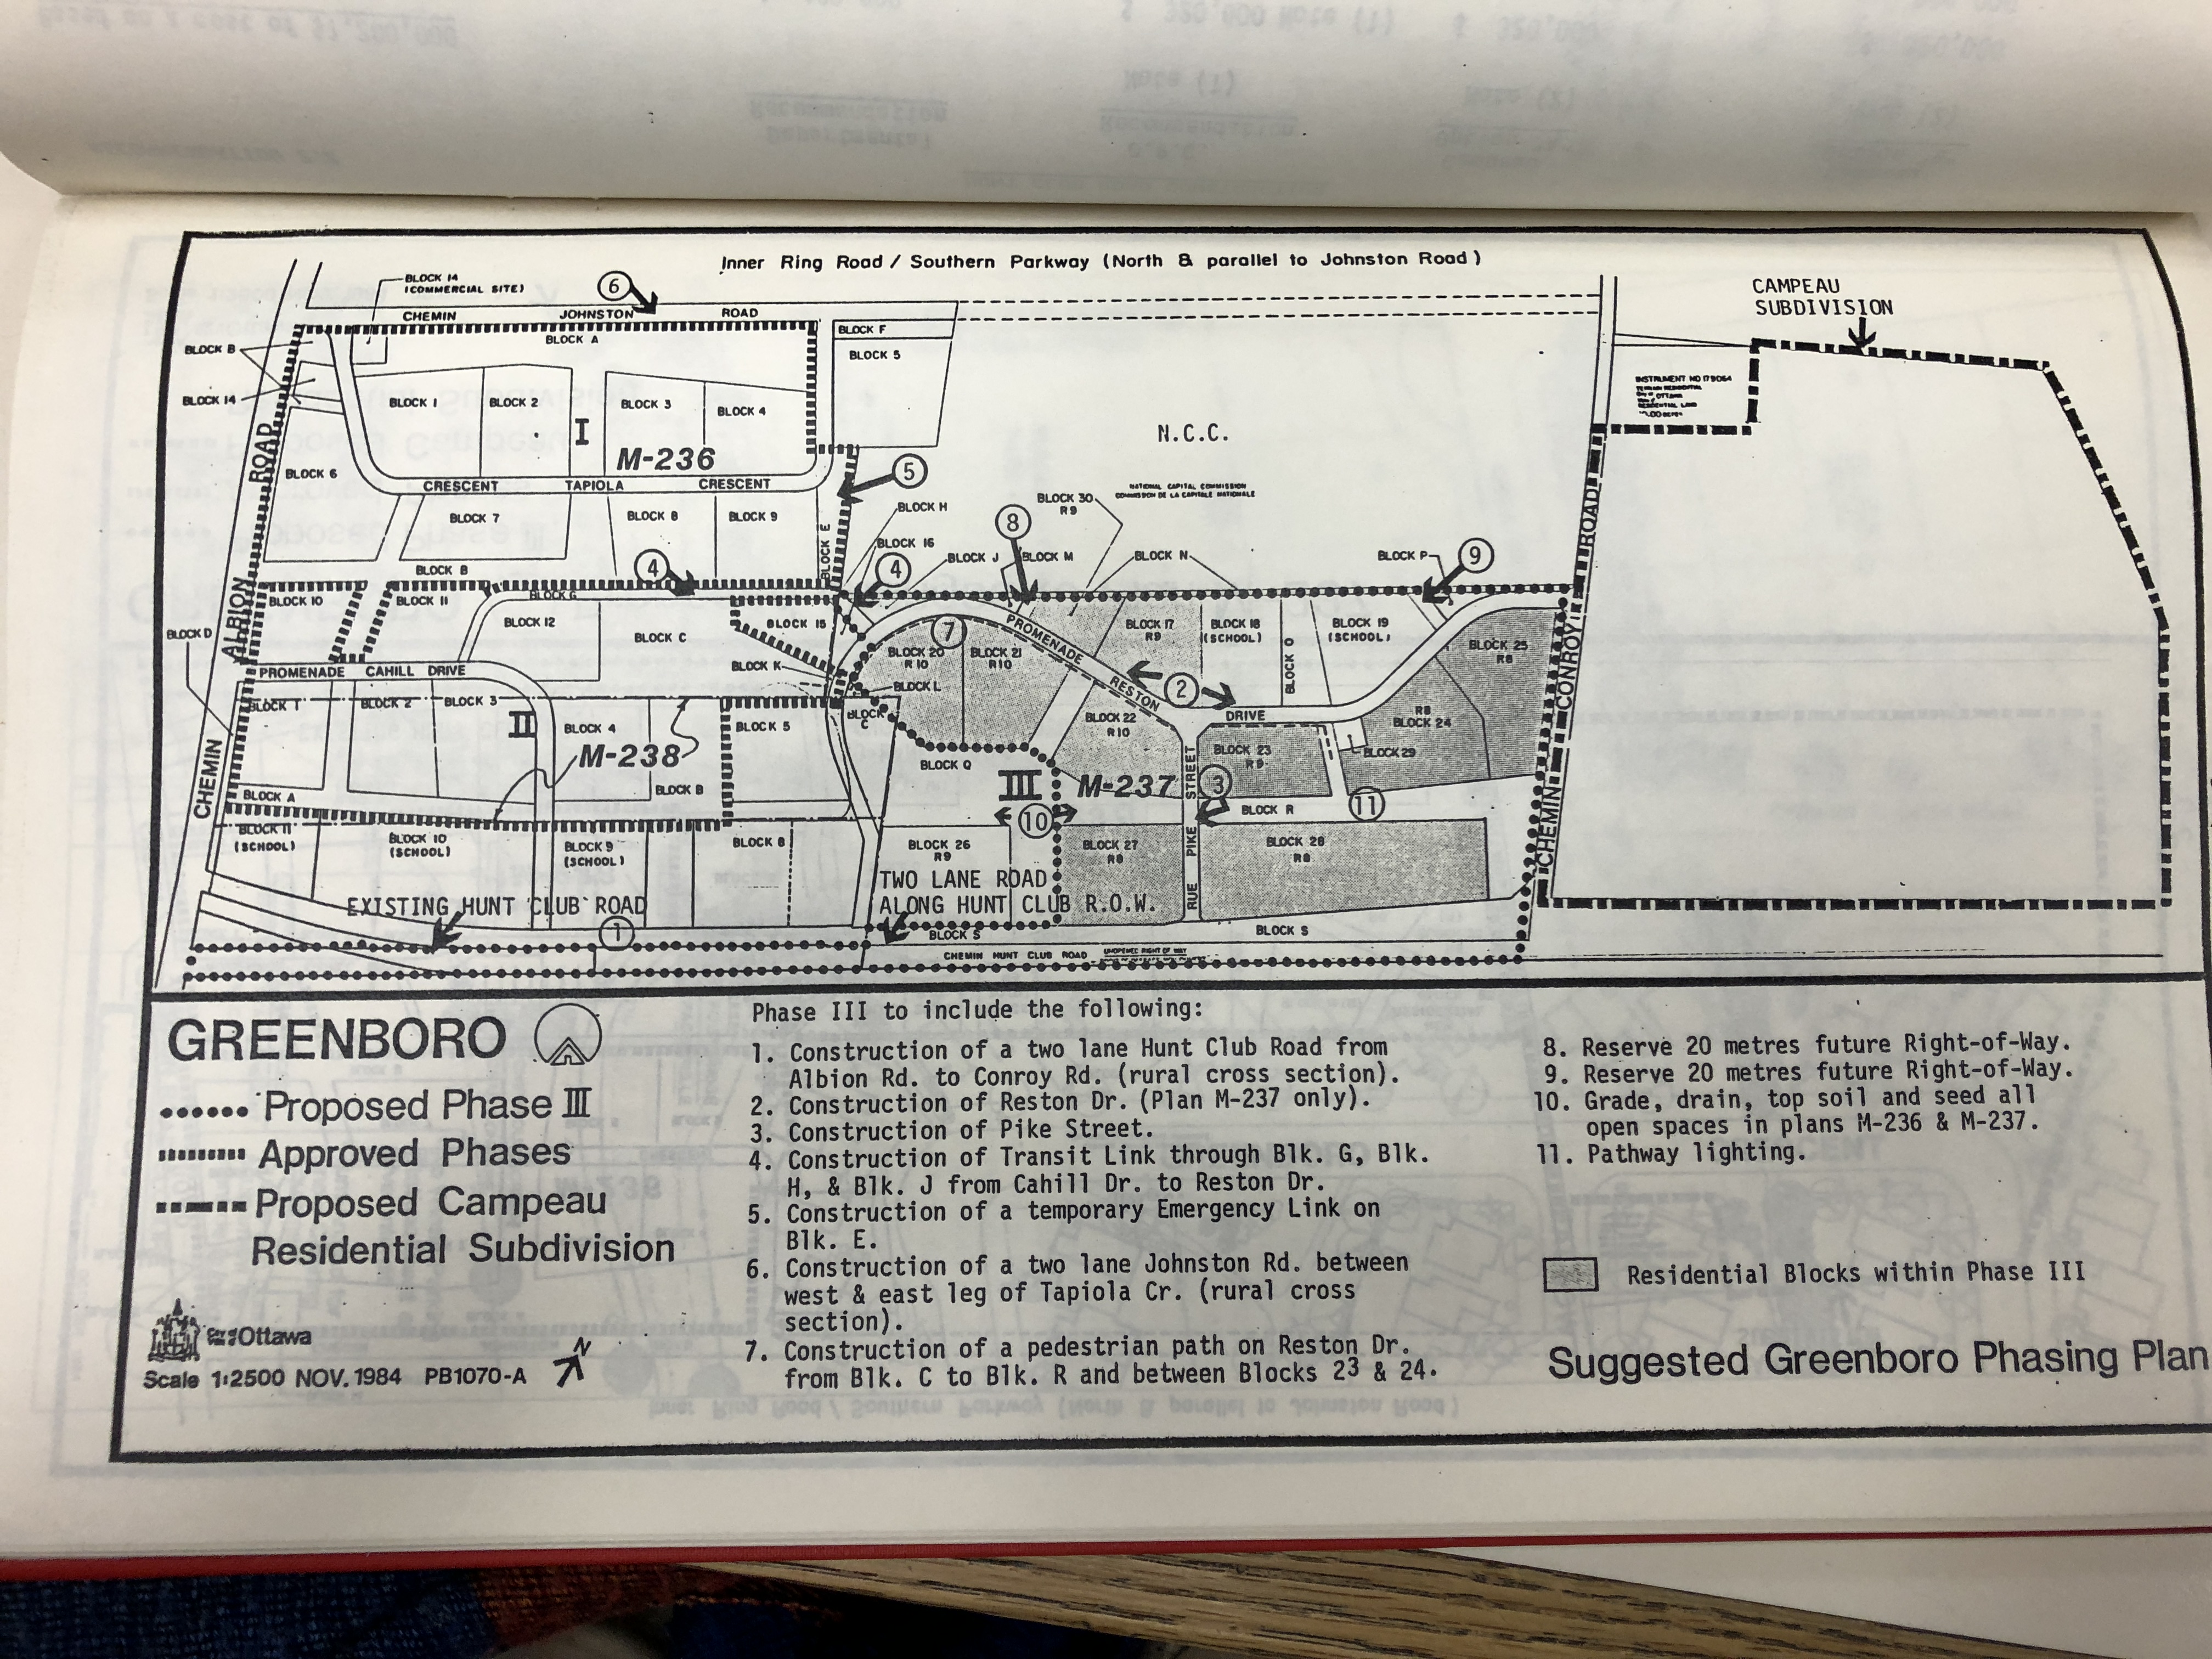 Inner Ring Road / Southern Parkway (North & parallel to Johnston Road)
BLOCK 14
(COMMERCIAL SITE)
6
CAMPEAU
SUBDIVISION
CHEMIN JOHNSTON ROAD
BLOCK F
BLOCK B
BLOCK A
BLOCK 5
INSTRUMENT NO 179064
BLOCK 14
BLOCK 1
BLOCK 2
BLOCK 3
BLOCK 4
I
M-236
N.C.C.
NATIONAL CAPITAL COMMISSION
COMMISSION DE LA CAPITALE NATIONALE
BLOCK 6
CRESCENT TAPIOLA CRESCENT
5
BLOCK 7
BLOCK 8
BLOCK 9
BLOCK E
BLOCK H
BLOCK 30
R9
8
BLOCK 16
BLOCK J
BLOCK M
BLOCK N
BLOCK P
9
BLOCK B
4
4
BLOCK 10
BLOCK 11
BLOCK G
BLOCK 12
BLOCK C
BLOCK 15
BLOCK D
CHEMIN ALBION ROAD
PROMENADE CAHILL DRIVE
BLOCK K
BLOCK L
7
BLOCK 20
R10
BLOCK 21
R10
PROMENADE RESTON DRIVE
BLOCK 17
R9
BLOCK 18
(SCHOOL)
BLOCK O
BLOCK 19
(SCHOOL)
BLOCK 25
R8
CHEMIN CONROY ROAD
BLOCK 1
BLOCK 2
BLOCK 3
II
BLOCK 4
M-238
BLOCK 5
BLOCK
C
BLOCK 22
R10
2
R8
BLOCK 24
BLOCK 23
R9
BLOCK 29
BLOCK Q
III
M-237
3
BLOCK A
BLOCK B
10
BLOCK R
11
RUE PIKE STREET
BLOCK 11
(SCHOOL)
BLOCK 10
(SCHOOL)
BLOCK 9
(SCHOOL)
BLOCK 8
BLOCK 26
R9
BLOCK 27
R8
BLOCK 28
R8
TWO LANE ROAD
ALONG HUNT CLUB R.O.W.
EXISTING HUNT CLUB ROAD
1
BLOCK S
BLOCK S
CHEMIN HUNT CLUB ROAD
UNOPENED RIGHT OF WAY
GREENBORO
Proposed Phase III
Approved Phases
Proposed Campeau
Residential Subdivision
Ottawa
Scale 1:2500 NOV. 1984 PB1070-A
N
Phase III to include the following:
1. Construction of a two lane Hunt Club Road from
Albion Rd. to Conroy Rd. (rural cross section).
2. Construction of Reston Dr. (Plan M-237 only).
3. Construction of Pike Street.
4. Construction of Transit Link through Blk. G, Blk.
H, & Blk. J from Cahill Dr. to Reston Dr.
5. Construction of a temporary Emergency Link on
Blk. E.
6. Construction of a two lane Johnston Rd. between
west & east leg of Tapiola Cr. (rural cross
section).
7. Construction of a pedestrian path on Reston Dr.
from Blk. C to Blk. R and between Blocks 23 & 24.
8. Reserve 20 metres future Right-of-Way.
9. Reserve 20 metres future Right-of-Way.
10. Grade, drain, top soil and seed all
open spaces in plans M-236 & M-237.
11. Pathway lighting.
Residential Blocks within Phase III
Suggested Greenboro Phasing Plan